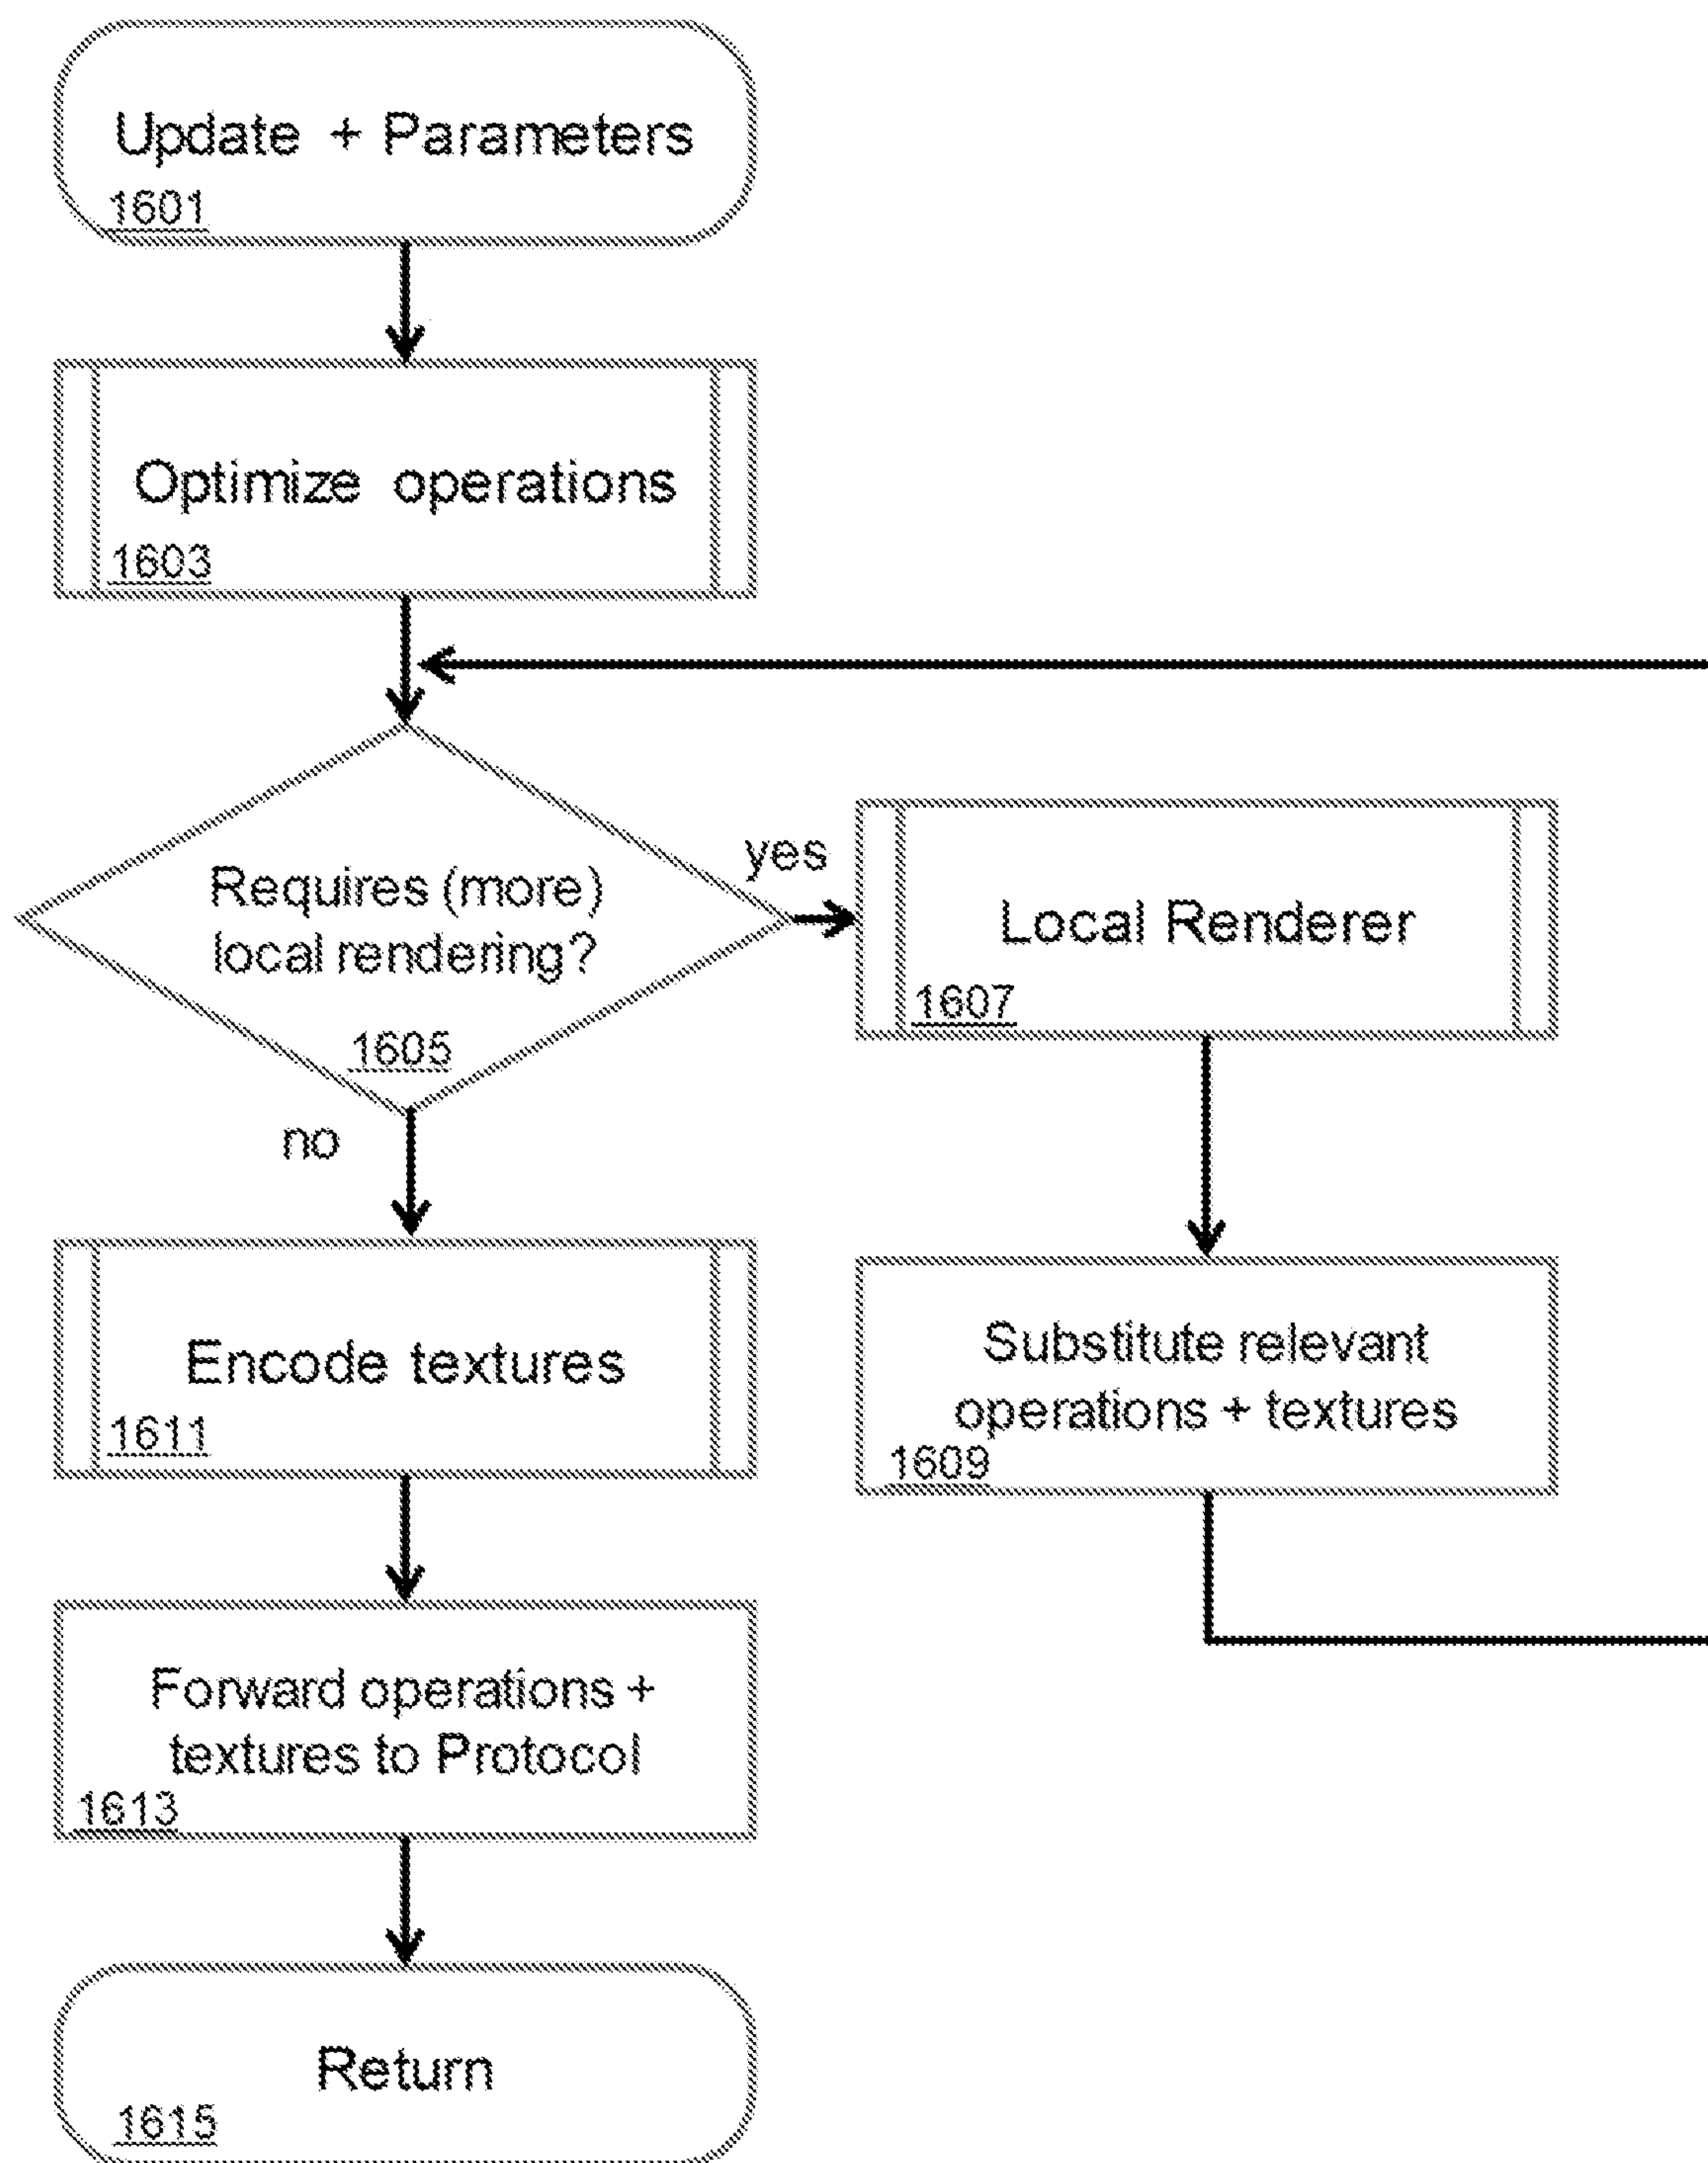 Update + Parameters
1601
Optimize operations
1603
Requires (more)
local rendering?
1605
yes
Local Renderer
1607
no
Substitute relevant
operations + textures
1609
Encode textures
1611
Forward operations +
textures to Protocol
1613
Return
1615